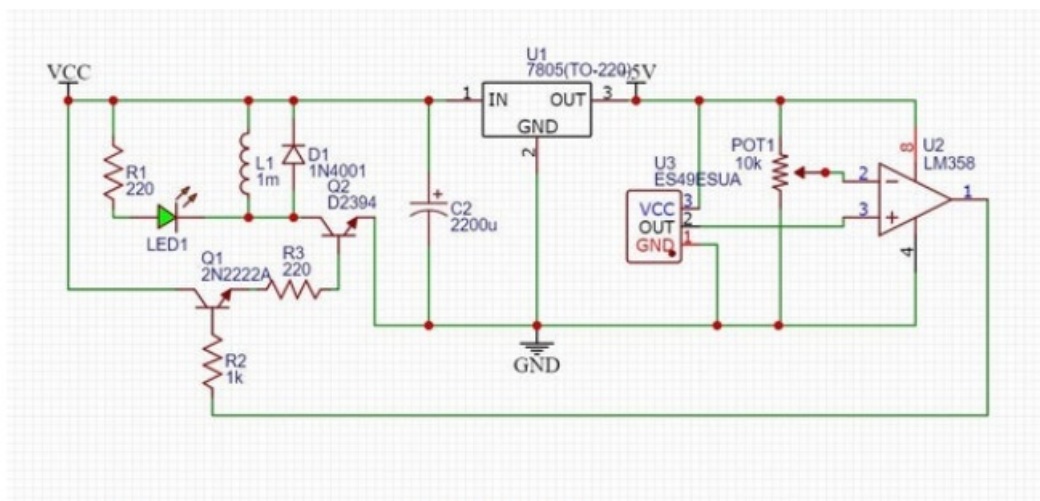 VCC
U1
7805(TO-220)
5V
1
IN
OUT
3
GND
2
R1
220
L1
1m
D1
1N4001
Q2
D2394
LED1
C2
2200u
Q1
2N2222A
R3
220
R2
1k
GND
U3
ES49ESUA
VCC
3
OUT
2
GND
1
POT1
10k
8
U2
LM358
2
3
1
4